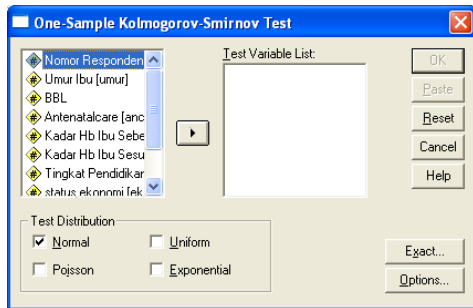 One-Sample Kolmogorov-Smirnov Test
Nomor Responden
Umur Ibu [umur]
BBL
Antenatalcare [anc
Kadar Hb Ibu Sebe
Kadar Hb Ibu Sesu
Tingkat Pendidikar
status ekonomi [ek
Test Variable List:
OK
Paste
Reset
Cancel
Help
Test Distribution
Normal
Uniform
Poisson
Exponential
Exact...
Options...